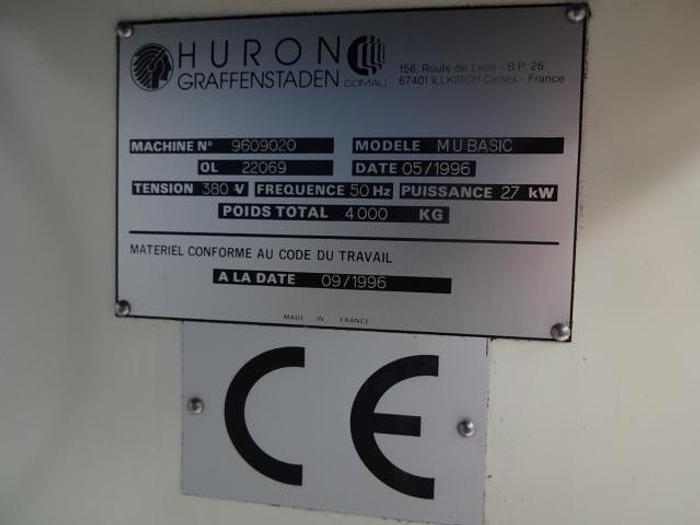 HURON
GRAFFENSTADEN COMAU
156, Route de Lyon - B.P. 26
67401 ILLKIRCH Cedex - France
MACHINE N° 9609020 MODELE MU BASIC
OL 22069 DATE 05/1996
TENSION 380 V FREQUENCE 50 Hz PUISSANCE 27 kW
POIDS TOTAL 4000 KG
MATERIEL CONFORME AU CODE DU TRAVAIL
A LA DATE 09/1996
MADE IN FRANCE
CE